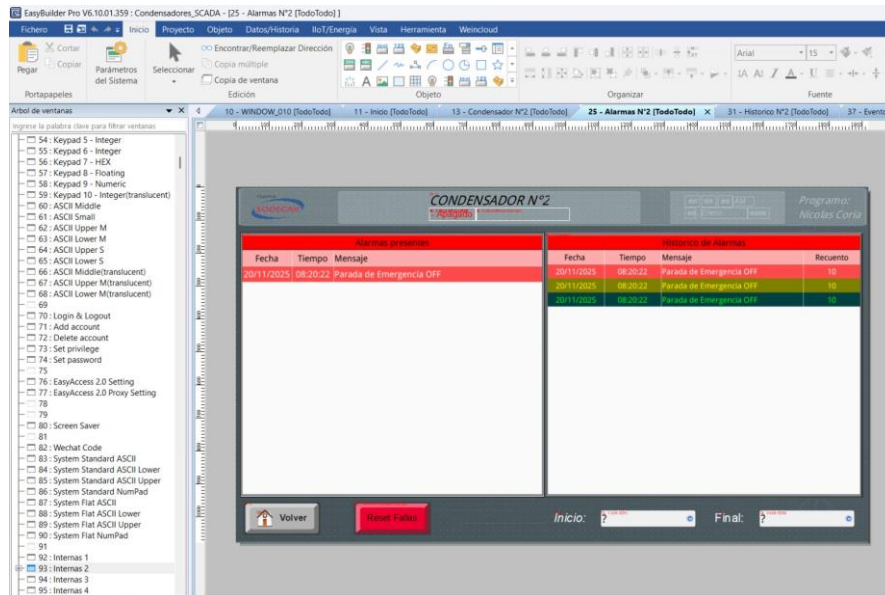 EasyBuilder Pro V6.10.01.359 : Condensadores_SCADA - [25 - Alarmas N°2 [TodoTodo] ]
Fichero Inicio Proyecto Objeto Datos/Historia IIoT/Energía Vista Herramienta Weincloud
Cortar
Copiar
Pegar
Parámetros del Sistema
Seleccionar
Encontrar/Reemplazar Dirección
Copia múltiple
Copia de ventana
Arial 15
Portapapeles Edición Objeto Organizar Fuente
Arbol de ventanas
Ingrese la palabra clave para filtrar ventanas
10 - WINDOW_010 [TodoTodo] 11 - Inicio [TodoTodo] 13 - Condensador N°2 [TodoTodo] 25 - Alarmas N°2 [TodoTodo] X 31 - Historico N°2 [TodoTodo] 37 - Evento
54 : Keypad 5 - Integer
55 : Keypad 6 - Integer
56 : Keypad 7 - HEX
57 : Keypad 8 - Floating
58 : Keypad 9 - Numeric
59 : Keypad 10 - Integer(translucent)
60 : ASCII Middle
61 : ASCII Small
62 : ASCII Upper M
63 : ASCII Lower M
64 : ASCII Upper S
65 : ASCII Lower S
66 : ASCII Middle(translucent)
67 : ASCII Upper M(translucent)
68 : ASCII Lower M(translucent)
69
70 : Login & Logout
71 : Add account
72 : Delete account
73 : Set privilege
74 : Set password
75
76 : EasyAccess 2.0 Setting
77 : EasyAccess 2.0 Proxy Setting
78
79
80 : Screen Saver
81
82 : Wechat Code
83 : System Standard ASCII
84 : System Standard ASCII Lower
85 : System Standard ASCII Upper
86 : System Standard NumPad
87 : System Flat ASCII
88 : System Flat ASCII Lower
89 : System Flat ASCII Upper
90 : System Flat NumPad
91
92 : Internas 1
93 : Internas 2
94 : Internas 3
95 : Internas 4
SODECAR
CONDENSADOR N°2
Apagado
Programo:
Nicolas Coria
Alarmas presentes
Fecha Tiempo Mensaje
20/11/2025 08:20:22 Parada de Emergencia OFF
Historico de Alarmas
Fecha Tiempo Mensaje Recuento
20/11/2025 08:20:22 Parada de Emergencia OFF 10
20/11/2025 08:20:22 Parada de Emergencia OFF 10
20/11/2025 08:20:22 Parada de Emergencia OFF 10
Volver
Reset Fallas
Inicio: ?
Final: ?